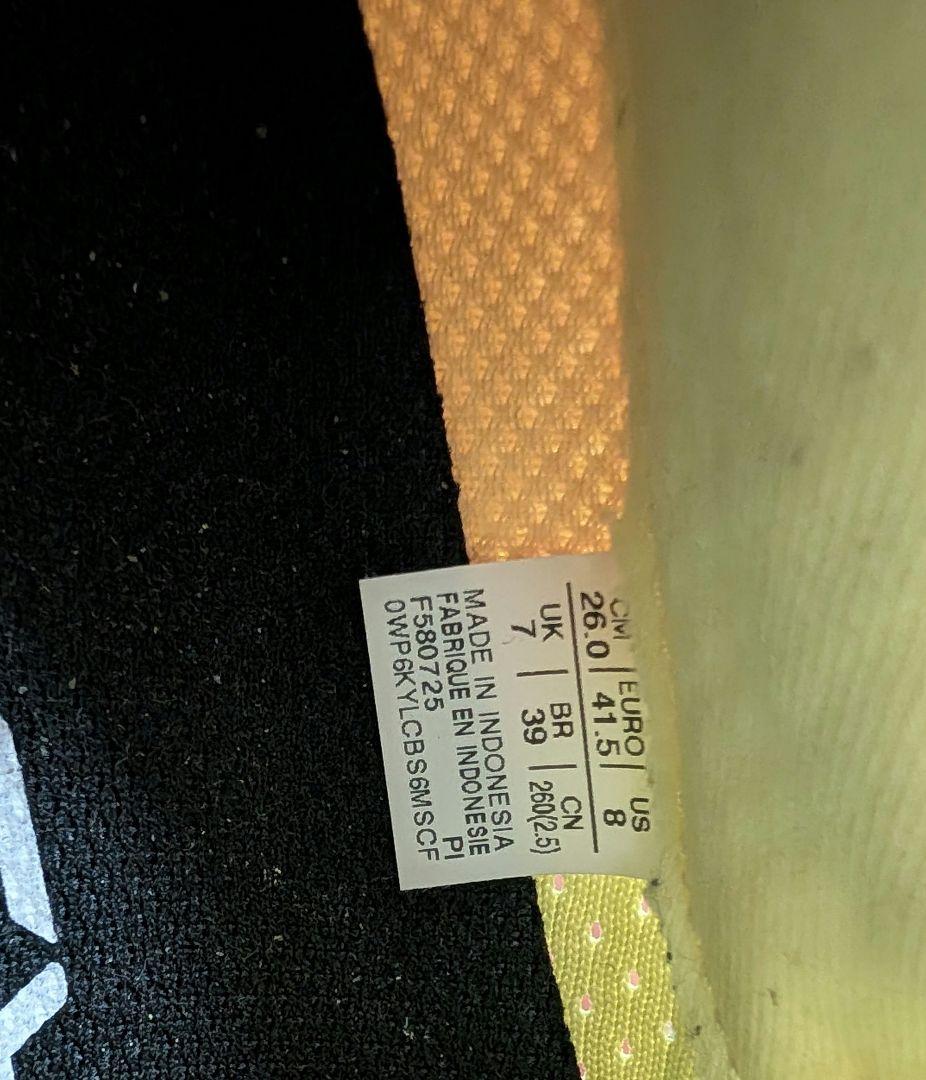 CM | EURO | US
26.0 | 41.5 | 8
UK | BR | CN
7 | 39 | 260(2.5)
MADE IN INDONESIA
FABRIQUE EN INDONESIE
F580725 PI
0WP6KYLCBS6MSCF